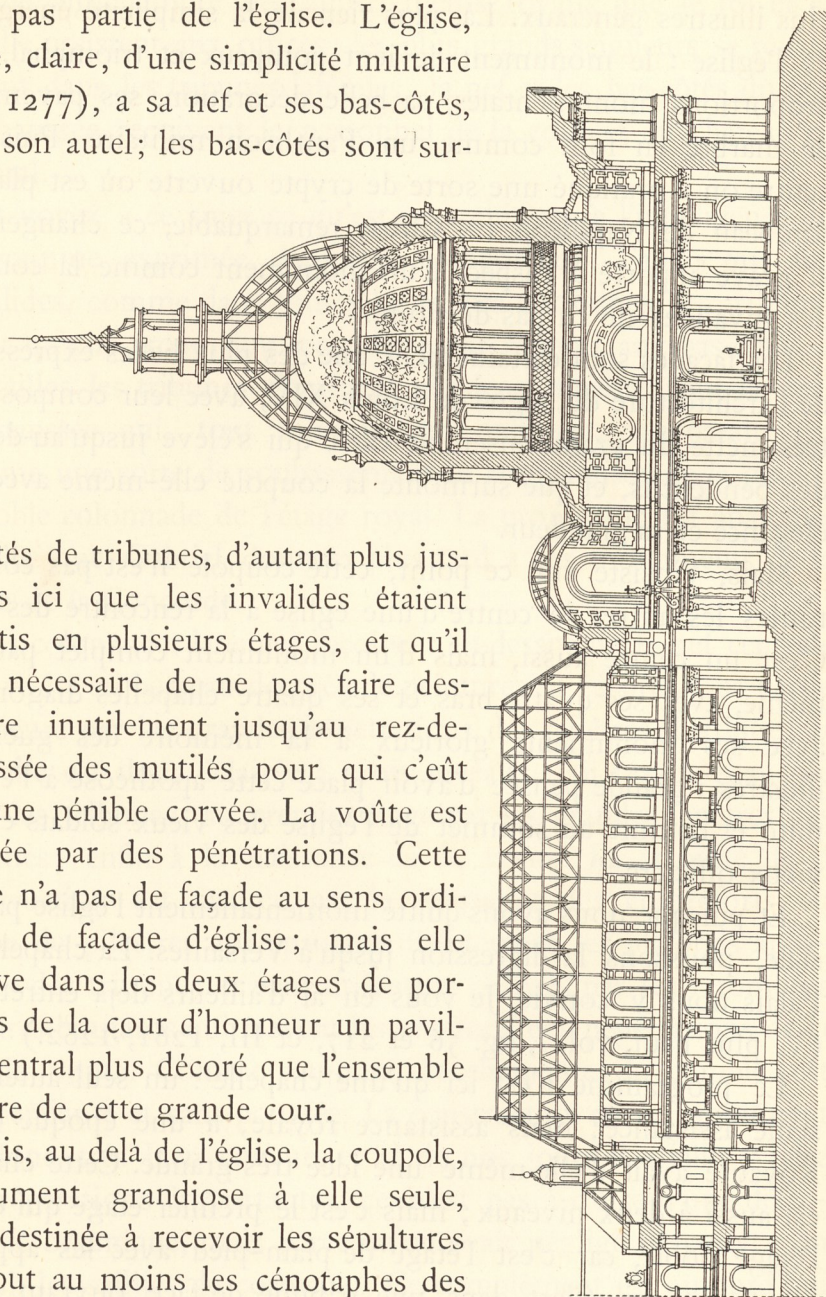 pas partie de l'église. L'église,
, claire, d'une simplicité militaire
1277), a sa nef et ses bas-côtés,
son autel; les bas-côtés sont sur-
tés de tribunes, d'autant plus jus-
s ici que les invalides étaient
tis en plusieurs étages, et qu'il
nécessaire de ne pas faire des-
re inutilement jusqu'au rez-de-
ssée des mutilés pour qui c'eût
une pénible corvée. La voûte est
ée par des pénétrations. Cette
e n'a pas de façade au sens ordi-
de façade d'église; mais elle
ve dans les deux étages de por-
s de la cour d'honneur un pavil-
entral plus décoré que l'ensemble
re de cette grande cour.
is, au delà de l'église, la coupole,
ument grandiose à elle seule,
destinée à recevoir les sépultures
out au moins les cénotaphes des